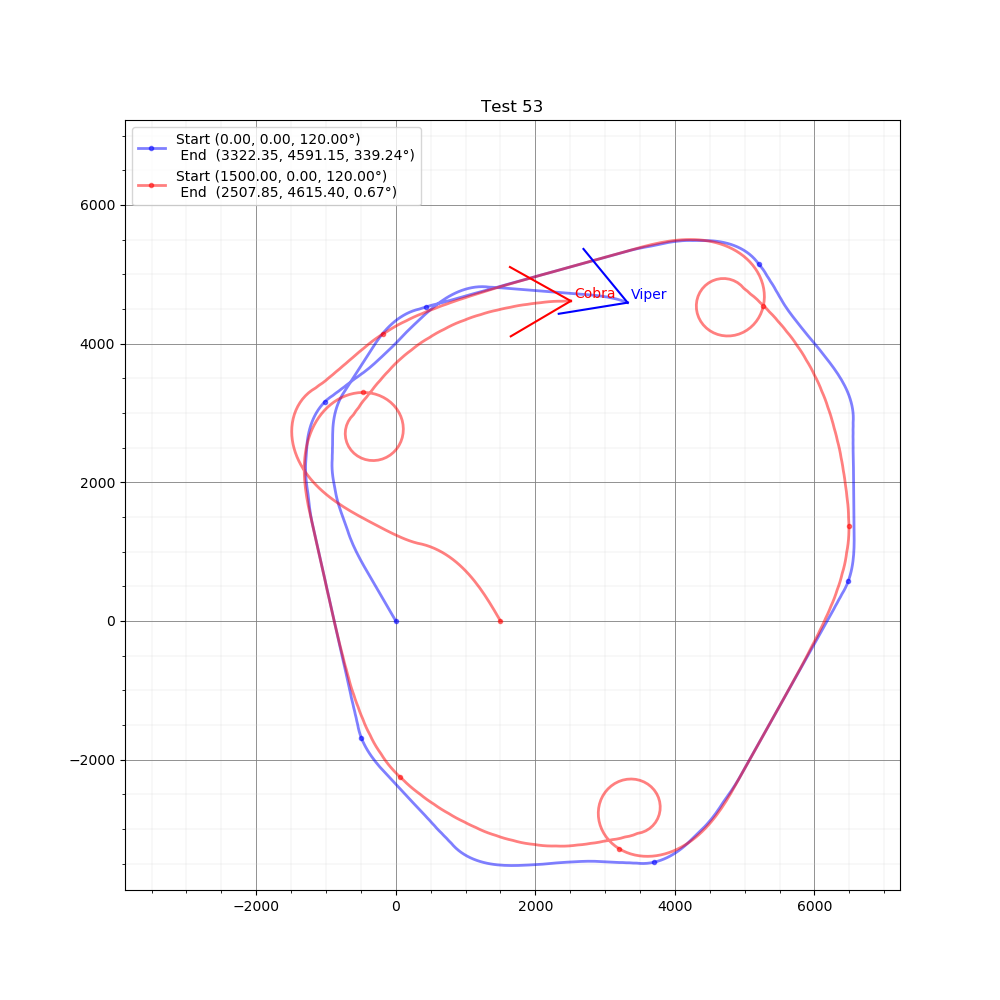 Test 53
Start (0.00, 0.00, 120.00°)
End  (3322.35, 4591.15, 339.24°)
Start (1500.00, 0.00, 120.00°)
End  (2507.85, 4615.40, 0.67°)
6000
4000
2000
0
−2000
Cobra
Viper
−2000
0
2000
4000
6000